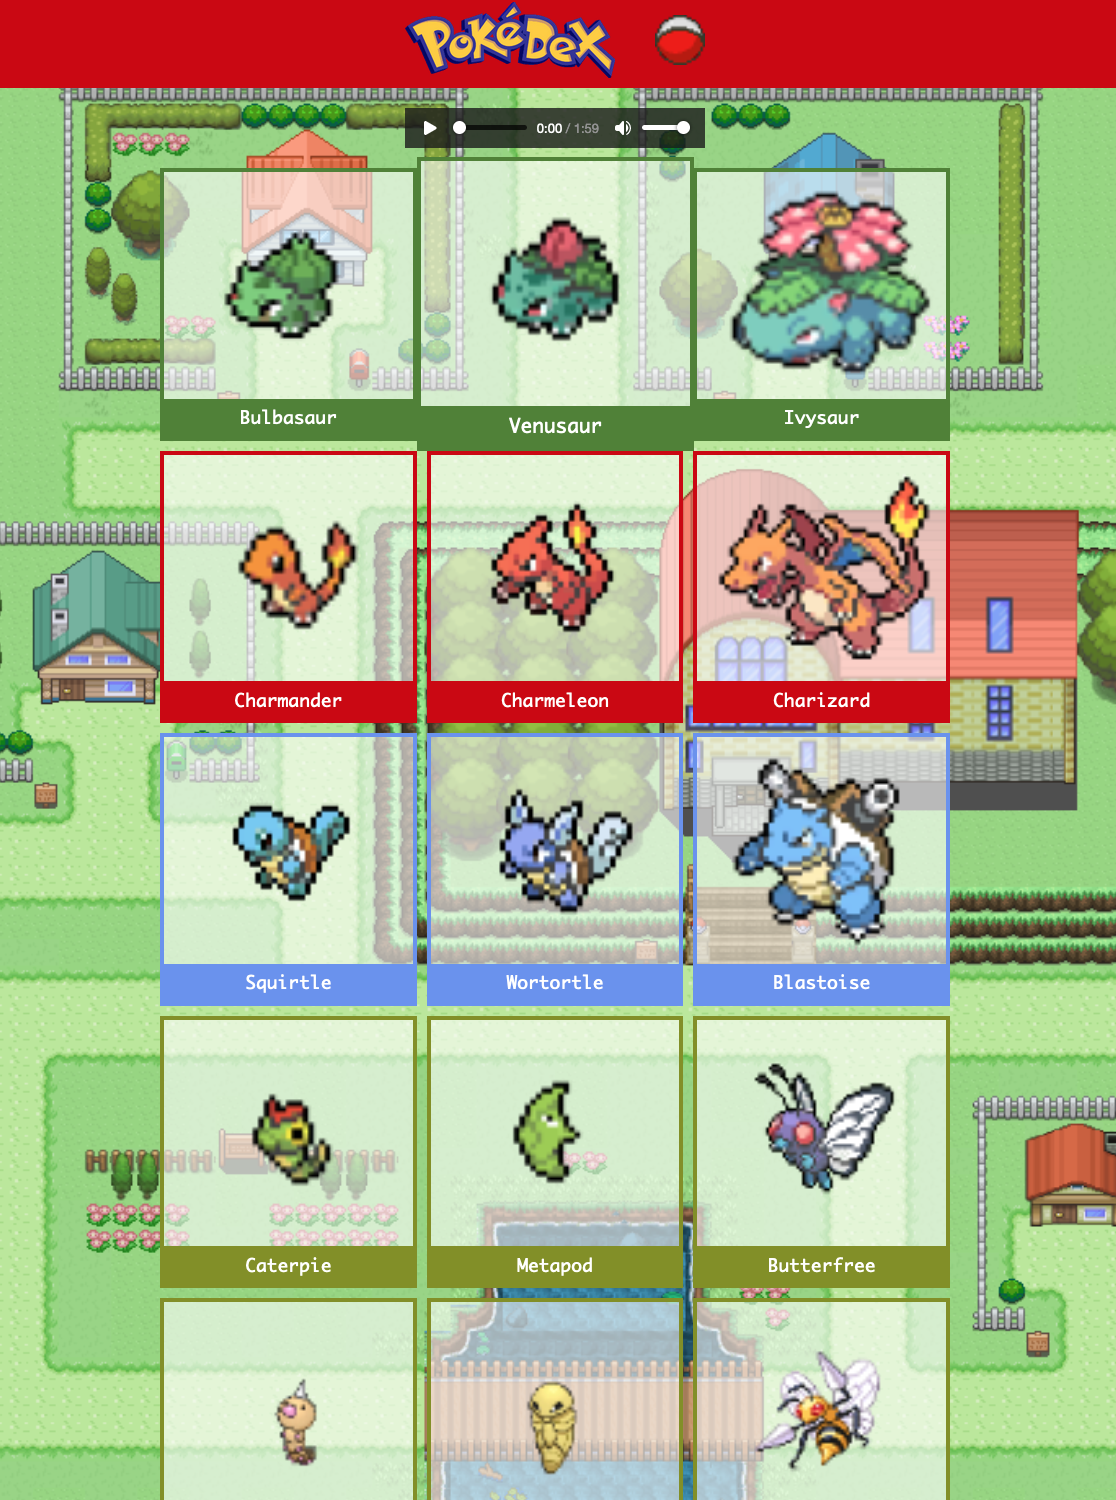 PokéDex
0:00 / 1:59
Bulbasaur
Venusaur
Ivysaur
Charmander
Charmeleon
Charizard
Squirtle
Wortortle
Blastoise
Caterpie
Metapod
Butterfree